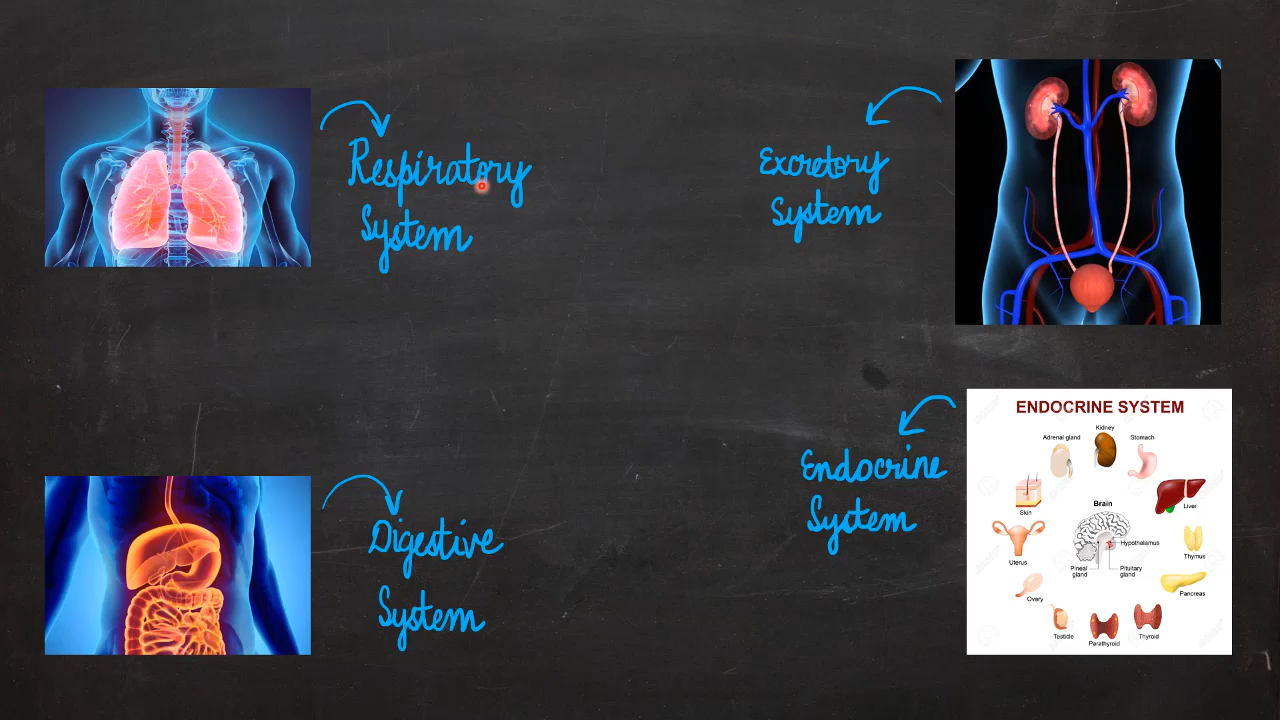 Respiratory
System
Excretory
System
Digestive
System
Endocrine
System
ENDOCRINE SYSTEM
Kidney
Adrenal gland
Stomach
Skin
Brain
Liver
Uterus
Hypothalamus
Thymus
Pineal
gland
Pituitary
gland
Ovary
Pancreas
Testicle
Parathyroid
Thyroid